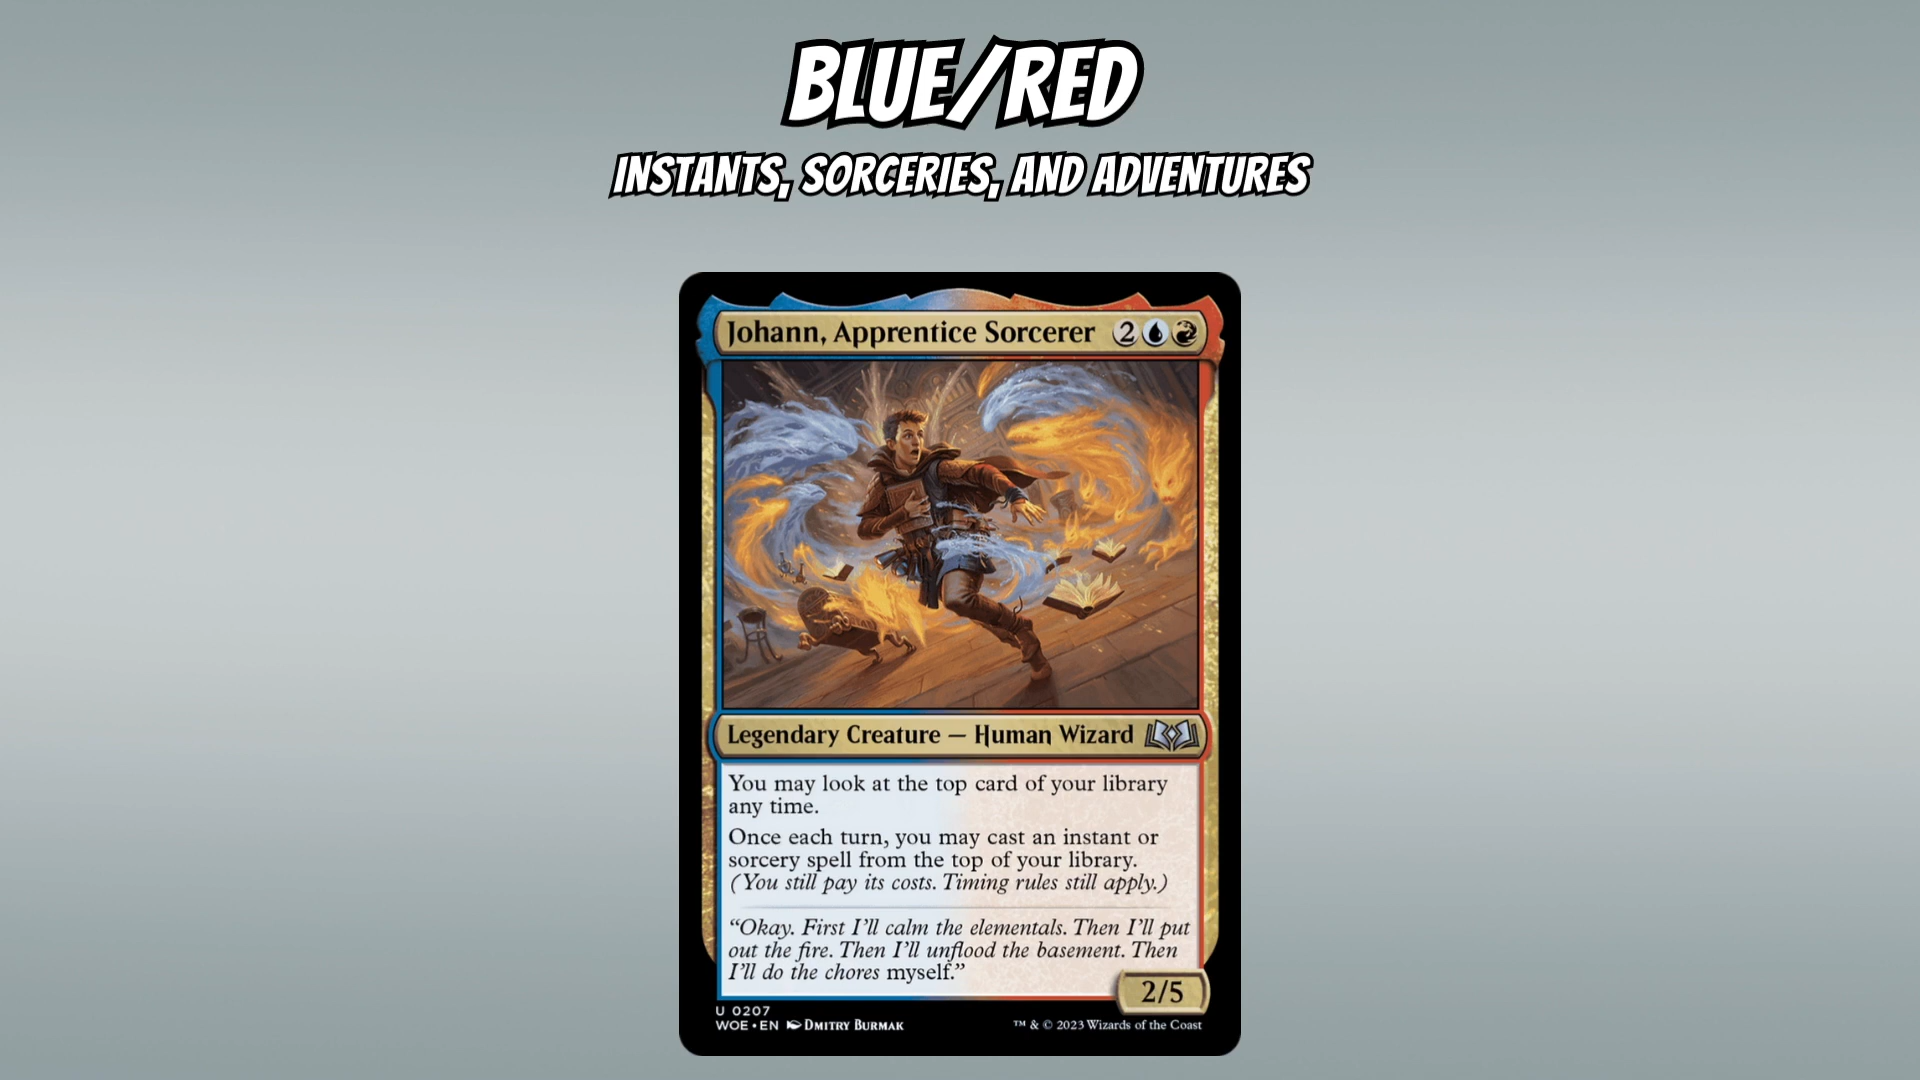 BLUE/RED
INSTANTS, SORCERIES, AND ADVENTURES
Johann, Apprentice Sorcerer 2
Legendary Creature — Human Wizard
You may look at the top card of your library
any time.
Once each turn, you may cast an instant or
sorcery spell from the top of your library.
(You still pay its costs. Timing rules still apply.)
“Okay. First I’ll calm the elementals. Then I’ll put
out the fire. Then I’ll unflood the basement. Then
I’ll do the chores myself.”
2/5
U 0207
WOE • EN Dmitry Burmak
™ & © 2023 Wizards of the Coast